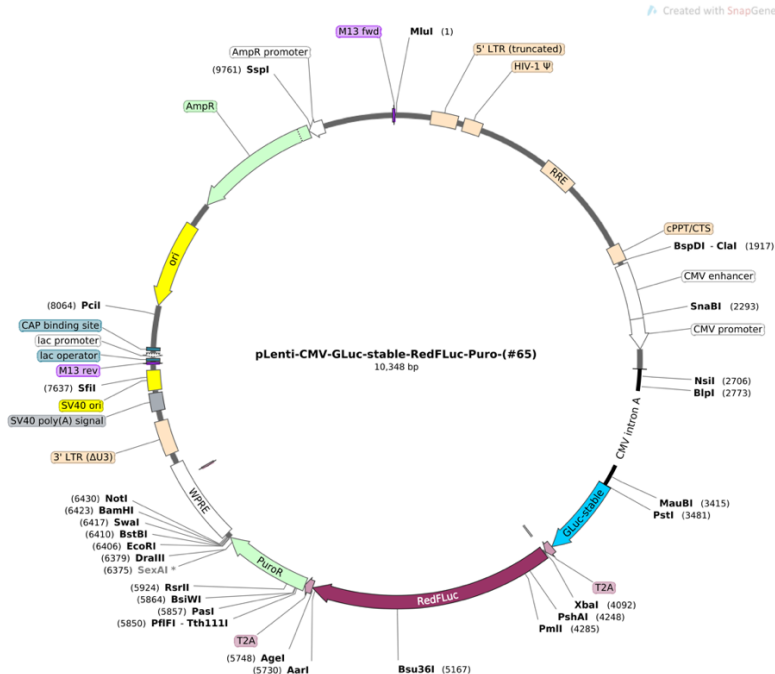 Created with SnapGene
M13 fwd
MluI (1)
5' LTR (truncated)
HIV-1 Ψ
AmpR promoter
(9761) SspI
AmpR
RRE
cPPT/CTS
BspDI - ClaI (1917)
CMV enhancer
SnaBI (2293)
CMV promoter
ori
(8064) PciI
CAP binding site
lac promoter
lac operator
M13 rev
(7637) SfiI
SV40 ori
SV40 poly(A) signal
3' LTR (ΔU3)
pLenti-CMV-GLuc-stable-RedFLuc-Puro-(#65)
10,348 bp
NsiI (2706)
BlpI (2773)
CMV intron A
MauBI (3415)
PstI (3481)
GLuc-stable
T2A
XbaI (4092)
PshAI (4248)
PmlI (4285)
WPRE
(6430) NotI
(6423) BamHI
(6417) SwaI
(6410) BstBI
(6406) EcoRI
(6379) DraIII
(6375) SexAI *
PuroR
(5924) RsrII
(5864) BsiWI
(5857) PasI
(5850) PflFI - Tth111I
T2A
(5748) AgeI
(5730) AarI
RedFLuc
Bsu36I (5167)